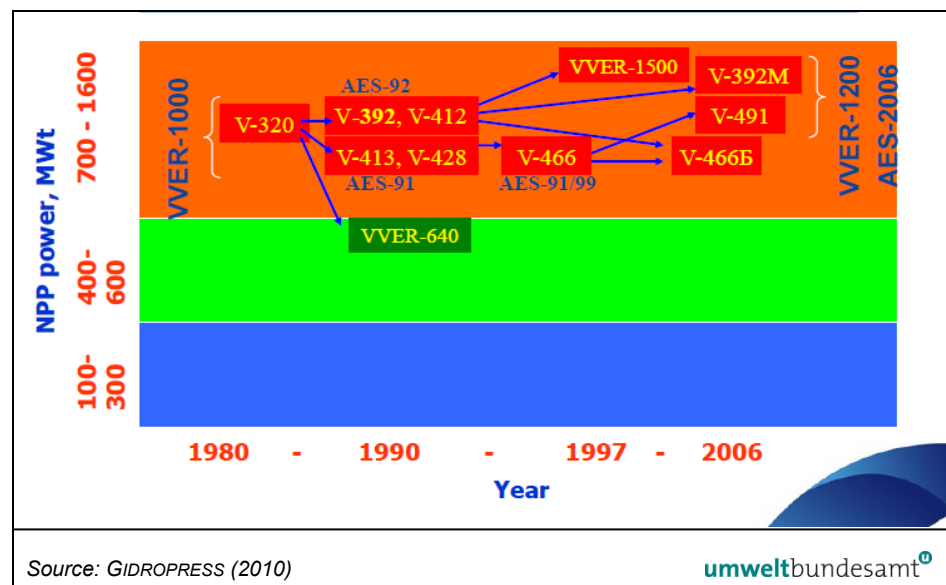 NPP power, MWt
700 - 1600
400-
600
100-
300
VVER-1000
V-320
AES-92
V-392, V-412
V-413, V-428
AES-91
VVER-640
VVER-1500
V-466
AES-91/99
V-392M
V-491
V-466Б
VVER-1200
AES-2006
1980 - 1990 - 1997 - 2006
Year
Source: GIDROPRESS (2010)
umweltbundesamt
u